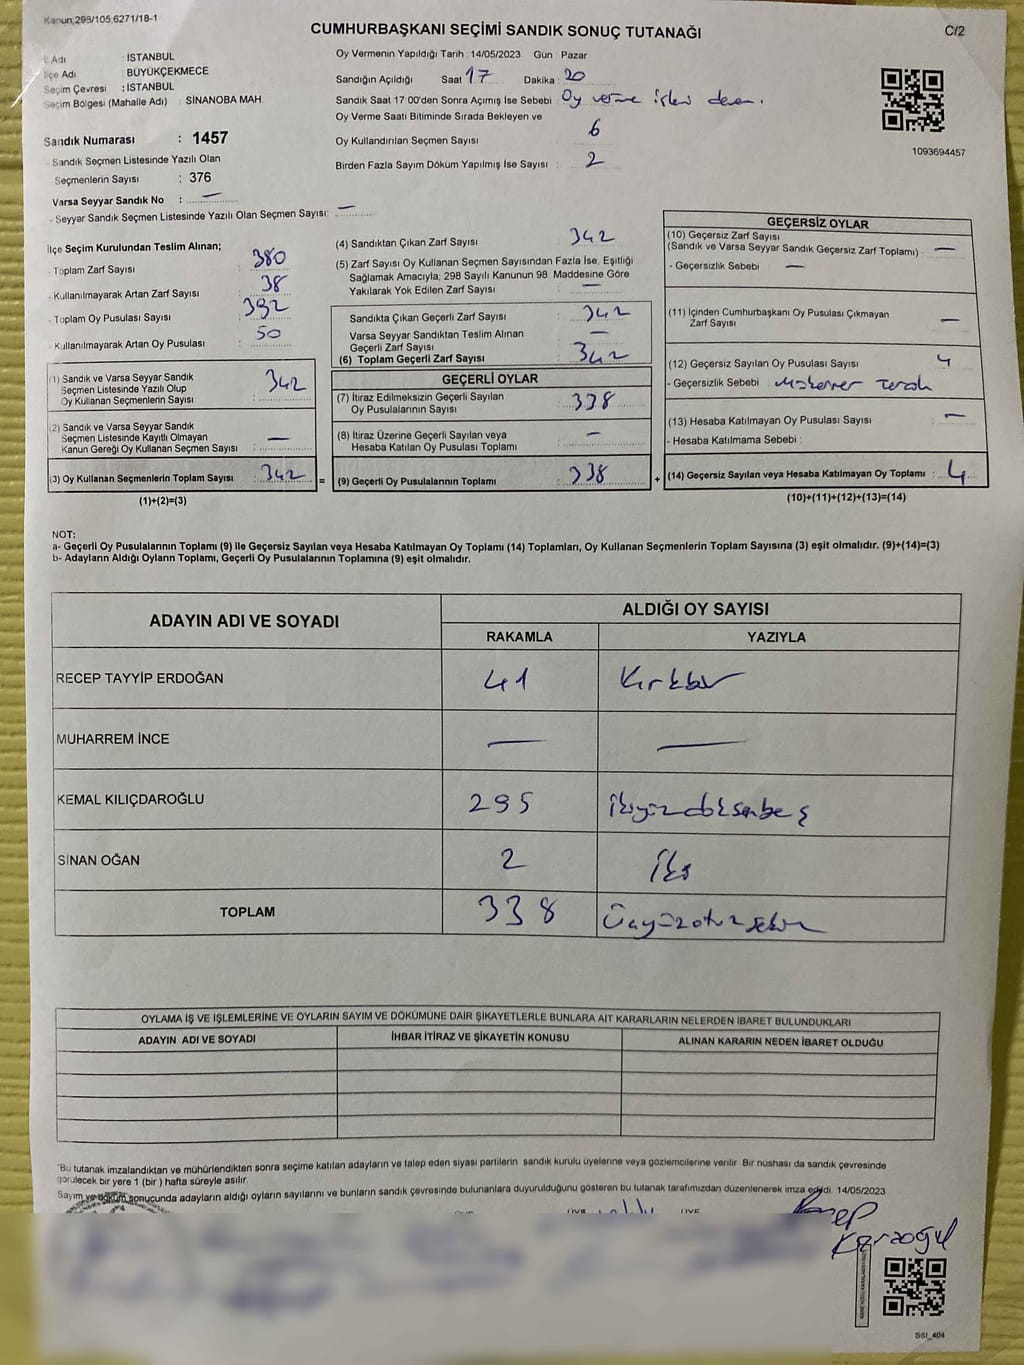 Kanun;298/105,6271/18-1
CUMHURBAŞKANI SEÇİMİ SANDIK SONUÇ TUTANAĞI
C/2
İl Adı : İSTANBUL
İlçe Adı : BÜYÜKÇEKMECE
Seçim Çevresi : İSTANBUL
Seçim Bölgesi (Mahalle Adı) : SİNANOBA MAH
Sandık Numarası : 1457
- Sandık Seçmen Listesinde Yazılı Olan
Seçmenlerin Sayısı : 376
Varsa Seyyar Sandık No : —
- Seyyar Sandık Seçmen Listesinde Yazılı Olan Seçmen Sayısı: —
Oy Vermenin Yapıldığı Tarih : 14/05/2023 Gün Pazar
Sandığın Açıldığı Saat 17 Dakika 20
Sandık Saat 17 00'den Sonra Açımış İse Sebebi Oy verme işlemi devam.
Oy Verme Saati Bitiminde Sırada Bekleyen ve
Oy Kullandırılan Seçmen Sayısı : 6
Birden Fazla Sayım Döküm Yapılmış İse Sayısı : 2
1093694457
İlçe Seçim Kurulundan Teslim Alınan;
- Toplam Zarf Sayısı : 380
- Kullanılmayarak Artan Zarf Sayısı : 38
- Toplam Oy Pusulası Sayısı : 392
- Kullanılmayarak Artan Oy Pusulası : 50
(1) Sandık ve Varsa Seyyar Sandık
Seçmen Listesinde Yazılı Olup
Oy Kullanan Seçmenlerin Sayısı : 342
(2) Sandık ve Varsa Seyyar Sandık
Seçmen Listesinde Kayıtlı Olmayan
Kanun Gereği Oy Kullanan Seçmen Sayısı : —
(3) Oy Kullanan Seçmenlerin Toplam Sayısı : 342
(1)+(2)=(3)
(4) Sandıktan Çıkan Zarf Sayısı : 342
(5) Zarf Sayısı Oy Kullanan Seçmen Sayısından Fazla İse, Eşitliği
Sağlamak Amacıyla, 298 Sayılı Kanunun 98. Maddesine Göre
Yakılarak Yok Edilen Zarf Sayısı : —
Sandıkta Çıkan Geçerli Zarf Sayısı : 342
Varsa Seyyar Sandıktan Teslim Alınan
Geçerli Zarf Sayısı : —
(6) Toplam Geçerli Zarf Sayısı : 342
GEÇERLİ OYLAR
(7) İtiraz Edilmeksizin Geçerli Sayılan
Oy Pusulalarının Sayısı : 338
(8) İtiraz Üzerine Geçerli Sayılan veya
Hesaba Katılan Oy Pusulası Toplamı : —
= (9) Geçerli Oy Pusulalarının Toplamı : 338 +
GEÇERSİZ OYLAR
(10) Geçersiz Zarf Sayısı
(Sandık ve Varsa Seyyar Sandık Geçersiz Zarf Toplamı) : —
- Geçersizlik Sebebi : —
(11) İçinden Cumhurbaşkanı Oy Pusulası Çıkmayan
Zarf Sayısı : —
(12) Geçersiz Sayılan Oy Pusulası Sayısı : 4
- Geçersizlik Sebebi :
(13) Hesaba Katılmayan Oy Pusulası Sayısı : —
- Hesaba Katılmama Sebebi :
(14) Geçersiz Sayılan veya Hesaba Katılmayan Oy Toplamı : 4
(10)+(11)+(12)+(13)=(14)
NOT:
a- Geçerli Oy Pusulalarının Toplamı (9) ile Geçersiz Sayılan veya Hesaba Katılmayan Oy Toplamı (14) Toplamları, Oy Kullanan Seçmenlerin Toplam Sayısına (3) eşit olmalıdır. (9)+(14)=(3)
b- Adayların Aldığı Oyların Toplamı, Geçerli Oy Pusulalarının Toplamına (9) eşit olmalıdır.
ADAYIN ADI VE SOYADI ALDIĞI OY SAYISI
RAKAMLA YAZIYLA
RECEP TAYYİP ERDOĞAN 41 Kırkbir
MUHARREM İNCE — —
KEMAL KILIÇDAROĞLU 295 ikiyüzdoksanbeş
SİNAN OĞAN 2 İki
TOPLAM 338 Üçyüzotuzsekiz
OYLAMA İŞ VE İŞLEMLERİNE VE OYLARIN SAYIM VE DÖKÜMÜNE DAİR ŞİKAYETLERLE BUNLARA AİT KARARLARIN NELERDEN İBARET BULUNDUKLARI
ADAYIN ADI VE SOYADI İHBAR İTİRAZ VE ŞİKAYETİN KONUSU ALINAN KARARIN NEDEN İBARET OLDUĞU
*Bu tutanak imzalandıktan ve mühürlendikten sonra seçime katılan adayların ve talep eden siyasi partilerin sandık kurulu üyelerine veya gözlemcilerine verilir. Bir nüshası da sandık çevresinde
görülecek bir yere 1 (bir ) hafta süreyle asılır.
Sayım ve döküm sonucunda adayların aldığı oyların sayılarını ve bunların sandık çevresinde bulunanlara duyurulduğunu gösteren bu tutanak tarafımızdan düzenlenerek imza edildi. 14/05/2023
ÜYE ÜYE
SSI_404